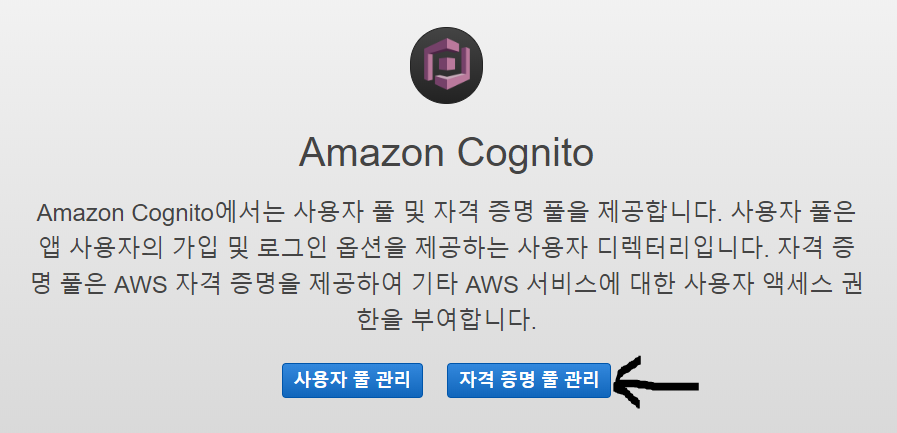 Amazon Cognito
Amazon Cognito에서는 사용자 풀 및 자격 증명 풀을 제공합니다. 사용자 풀은
앱 사용자의 가입 및 로그인 옵션을 제공하는 사용자 디렉터리입니다. 자격 증
명 풀은 AWS 자격 증명을 제공하여 기타 AWS 서비스에 대한 사용자 액세스 권
한을 부여합니다.
사용자 풀 관리 자격 증명 풀 관리